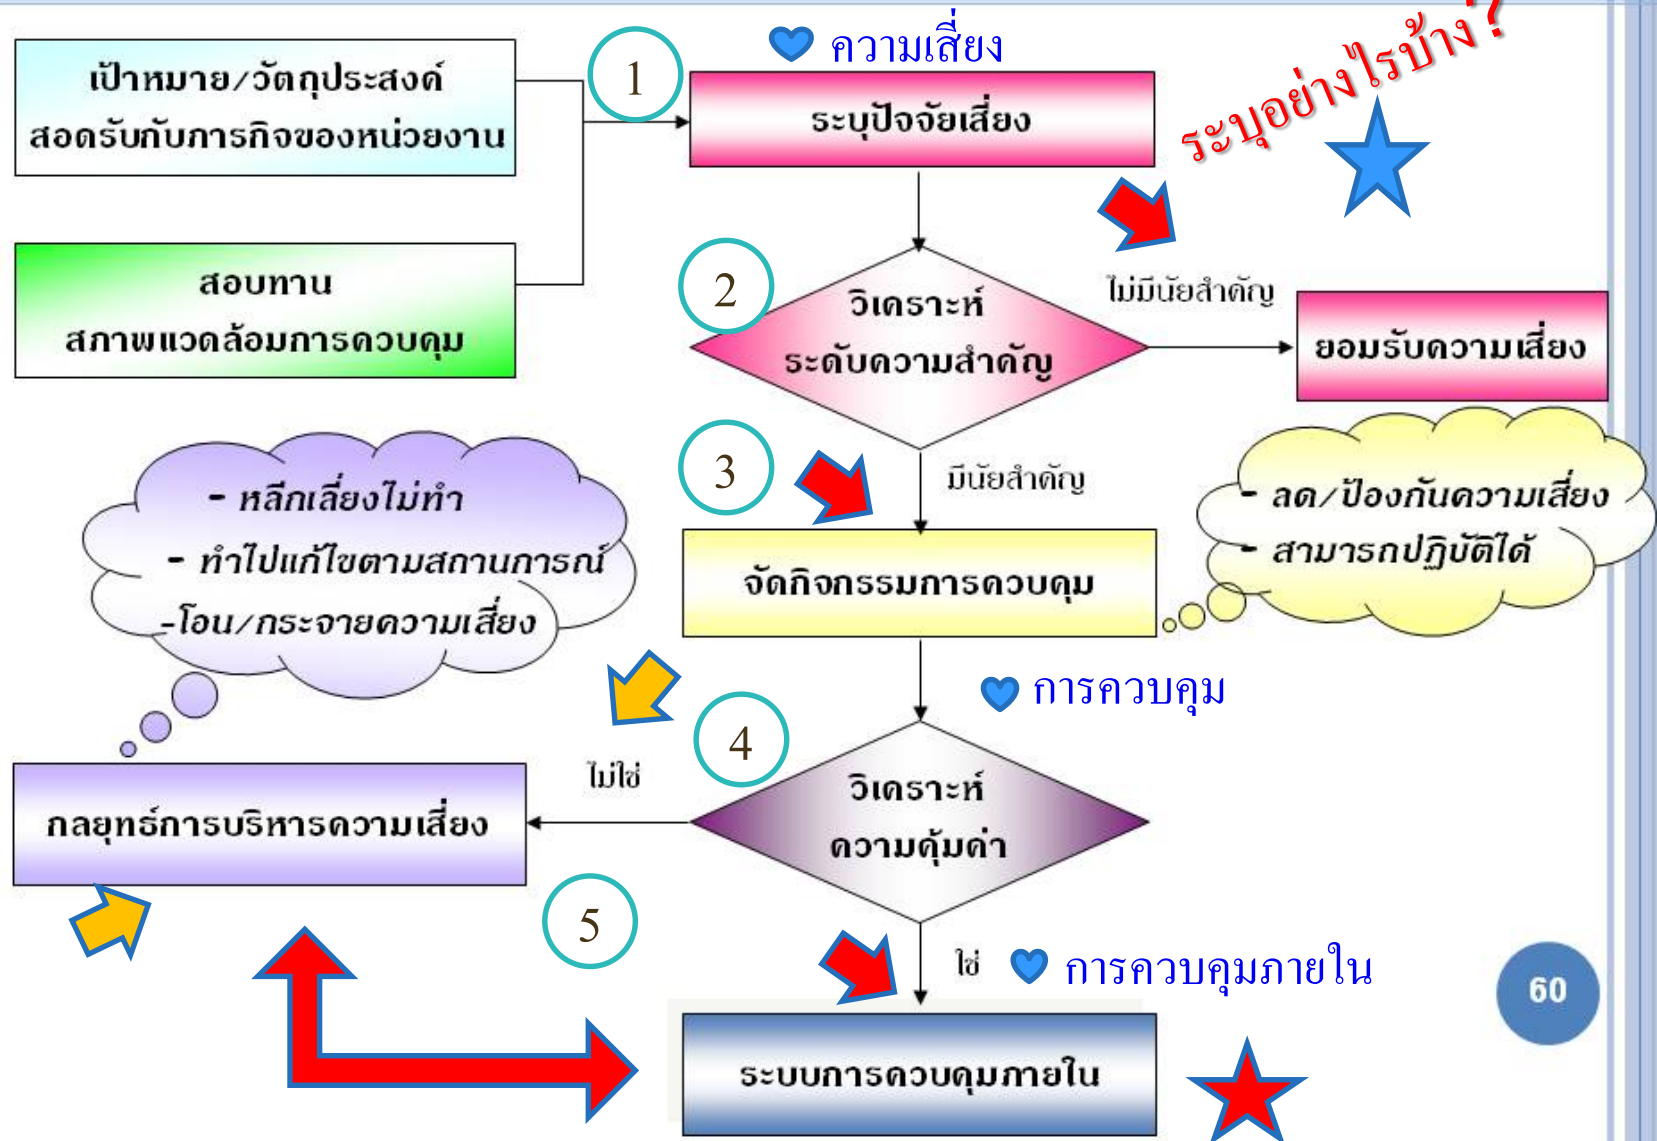 ระบุอย่างไรบ้าง?
ความเสี่ยง
1
เป้าหมาย/วัตถุประสงค์
สอดรับกับภารกิจของหน่วยงาน
ระบุปัจจัยเสี่ยง
สอบทาน
สภาพแวดล้อมการควบคุม
2
วิเคราะห์
ระดับความสำคัญ
ไม่มีนัยสำคัญ
ยอมรับความเสี่ยง
3
มีนัยสำคัญ
- หลีกเลี่ยงไม่ทำ
- ทำไปแก้ไขตามสถานการณ์
-โอน/กระจายความเสี่ยง
จัดกิจกรรมการควบคุม
- ลด/ป้องกันความเสี่ยง
- สามารถปฏิบัติได้
การควบคุม
4
วิเคราะห์
ความคุ้มค่า
ไม่ใช่
กลยุทธ์การบริหารความเสี่ยง
5
ใช่
การควบคุมภายใน
60
ระบบการควบคุมภายใน